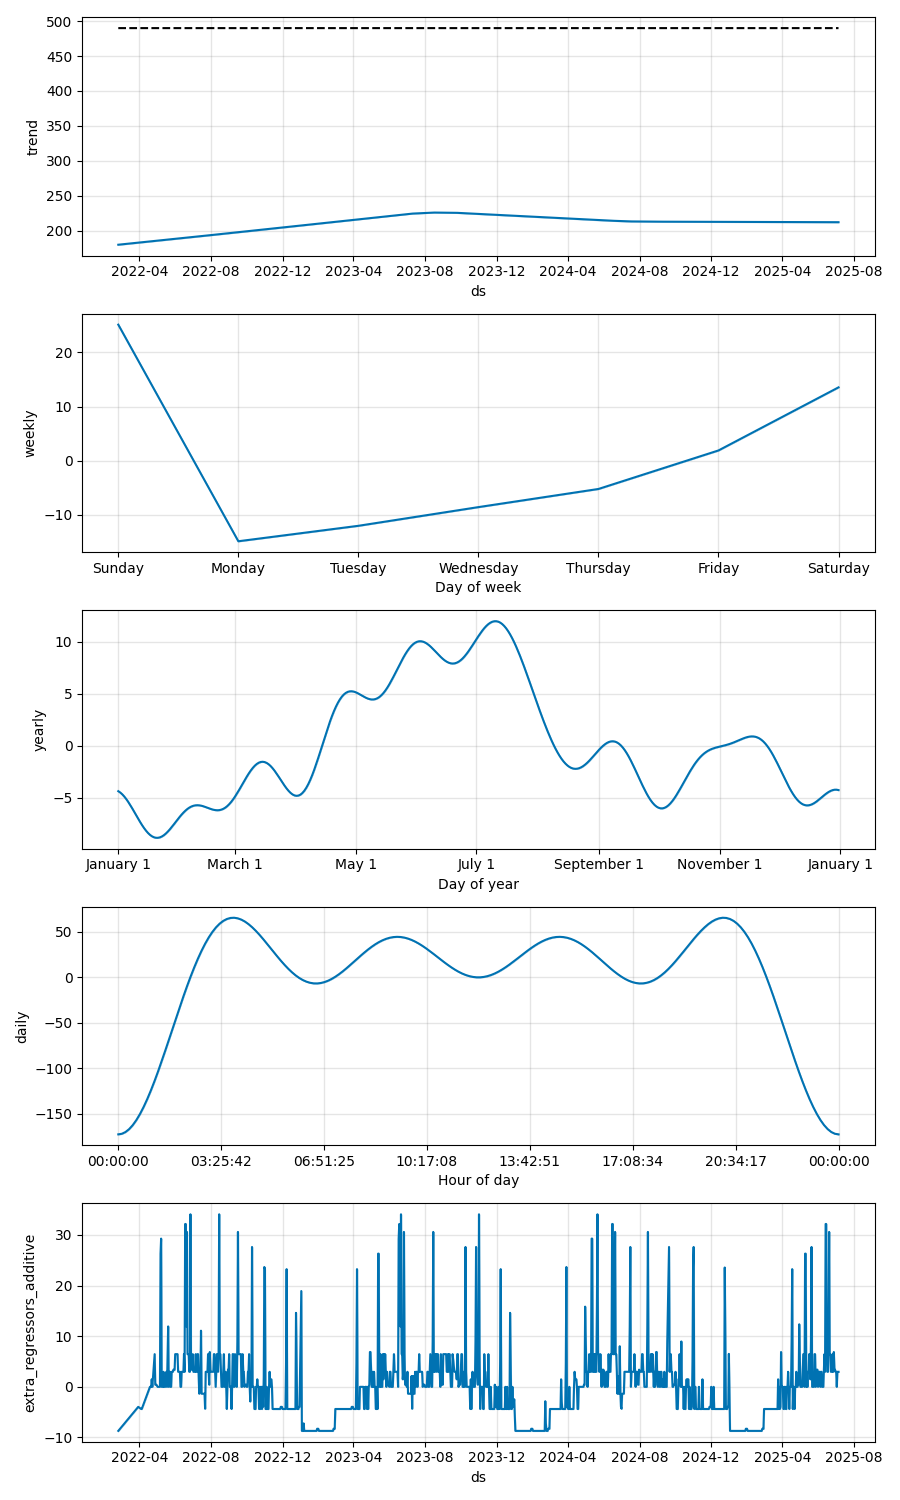 500
450
400
350
300
250
200
trend
2022-04 2022-08 2022-12 2023-04 2023-08 2023-12 2024-04 2024-08 2024-12 2025-04 2025-08
ds
20
10
0
−10
weekly
Sunday Monday Tuesday Wednesday Thursday Friday Saturday
Day of week
10
5
0
−5
yearly
January 1 March 1 May 1 July 1 September 1 November 1 January 1
Day of year
50
0
−50
−100
−150
daily
00:00:00 03:25:42 06:51:25 10:17:08 13:42:51 17:08:34 20:34:17 00:00:00
Hour of day
30
20
10
0
−10
extra_regressors_additive
2022-04 2022-08 2022-12 2023-04 2023-08 2023-12 2024-04 2024-08 2024-12 2025-04 2025-08
ds